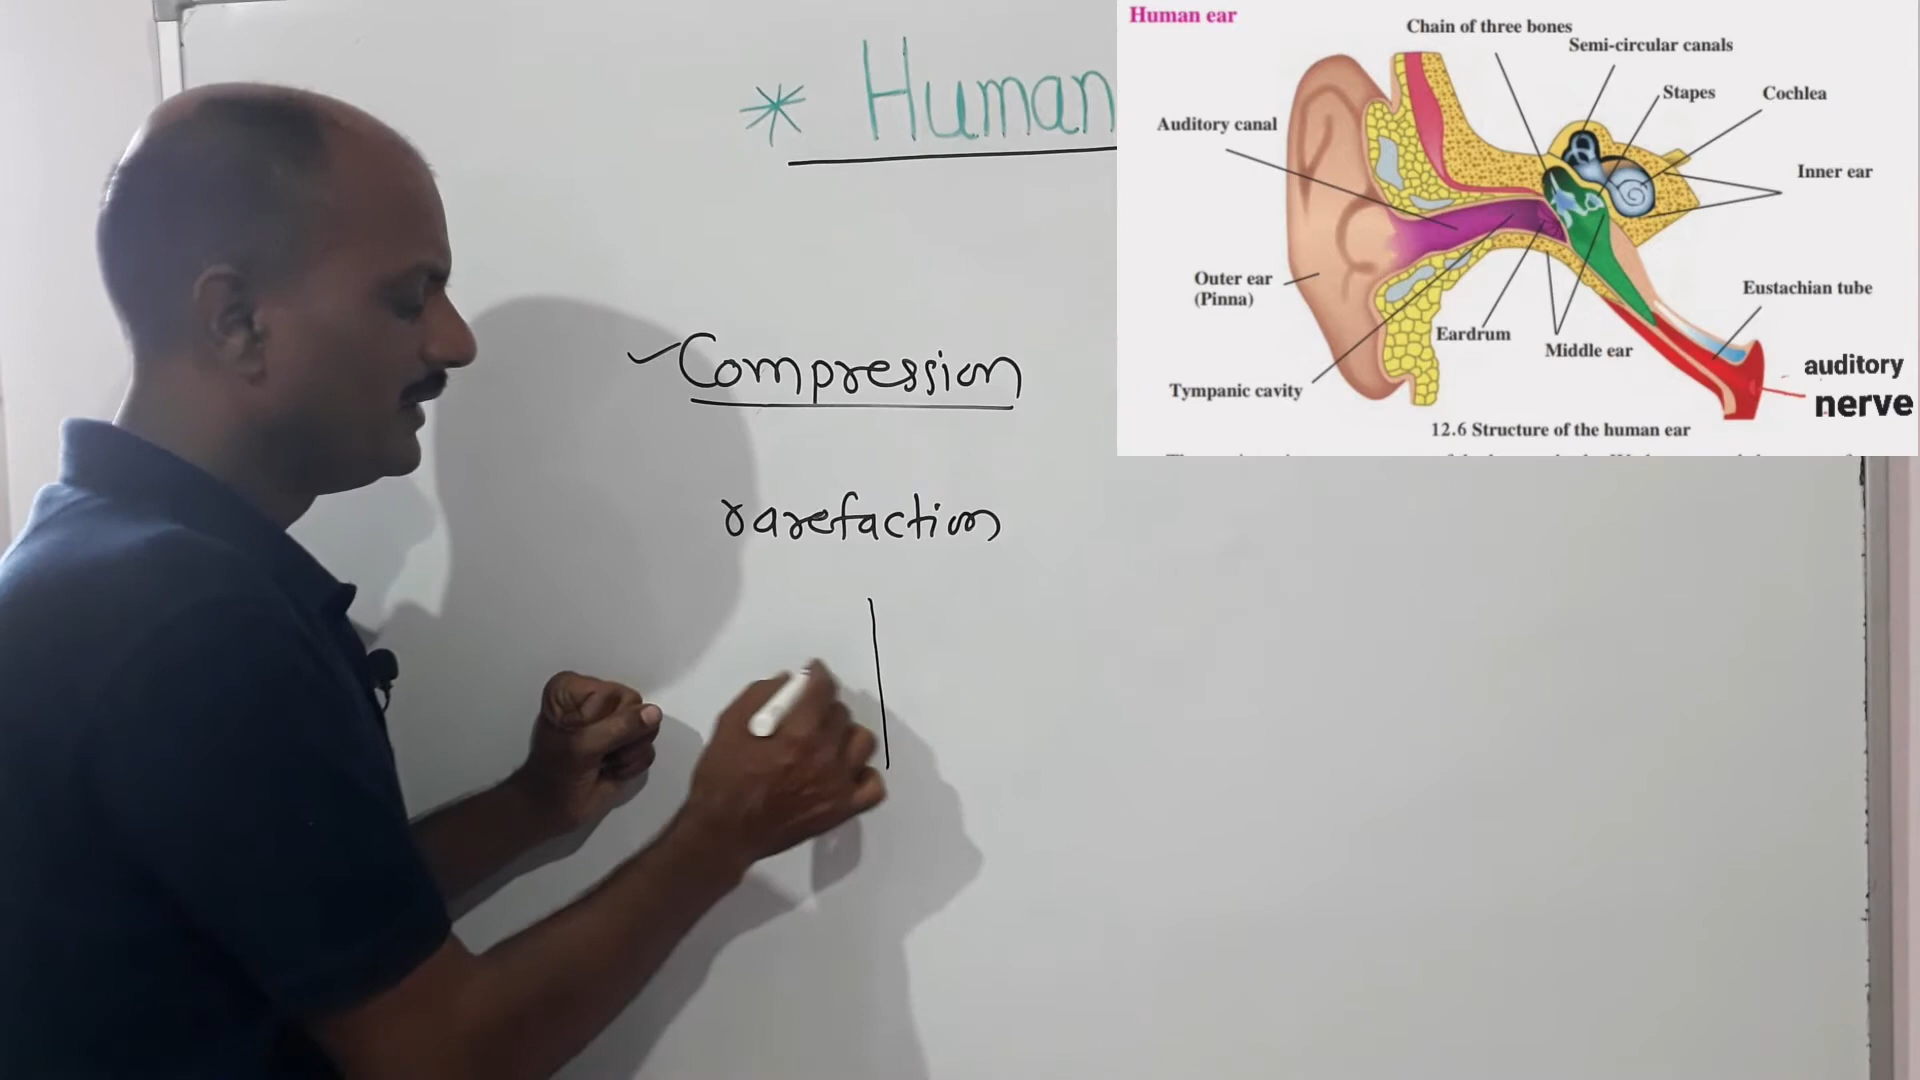 * Human
✓Compression
rarefaction
Human ear
Chain of three bones
Semi-circular canals
Stapes
Cochlea
Auditory canal
Inner ear
Outer ear
(Pinna)
Eustachian tube
Eardrum
Middle ear
auditory
nerve
Tympanic cavity
12.6 Structure of the human ear